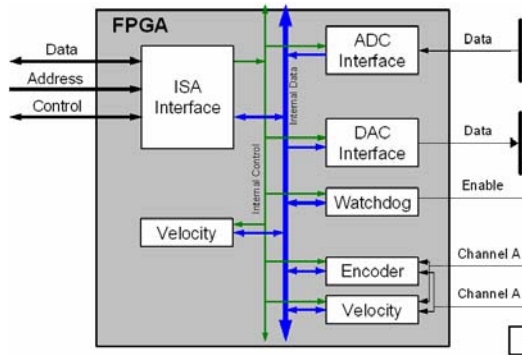 FPGA
Data
Address
Control
ISA
Interface
Internal Control
Internal Data
ADC
Interface
Data
DAC
Interface
Data
Watchdog
Enable
Velocity
Encoder
Channel A
Velocity
Channel A